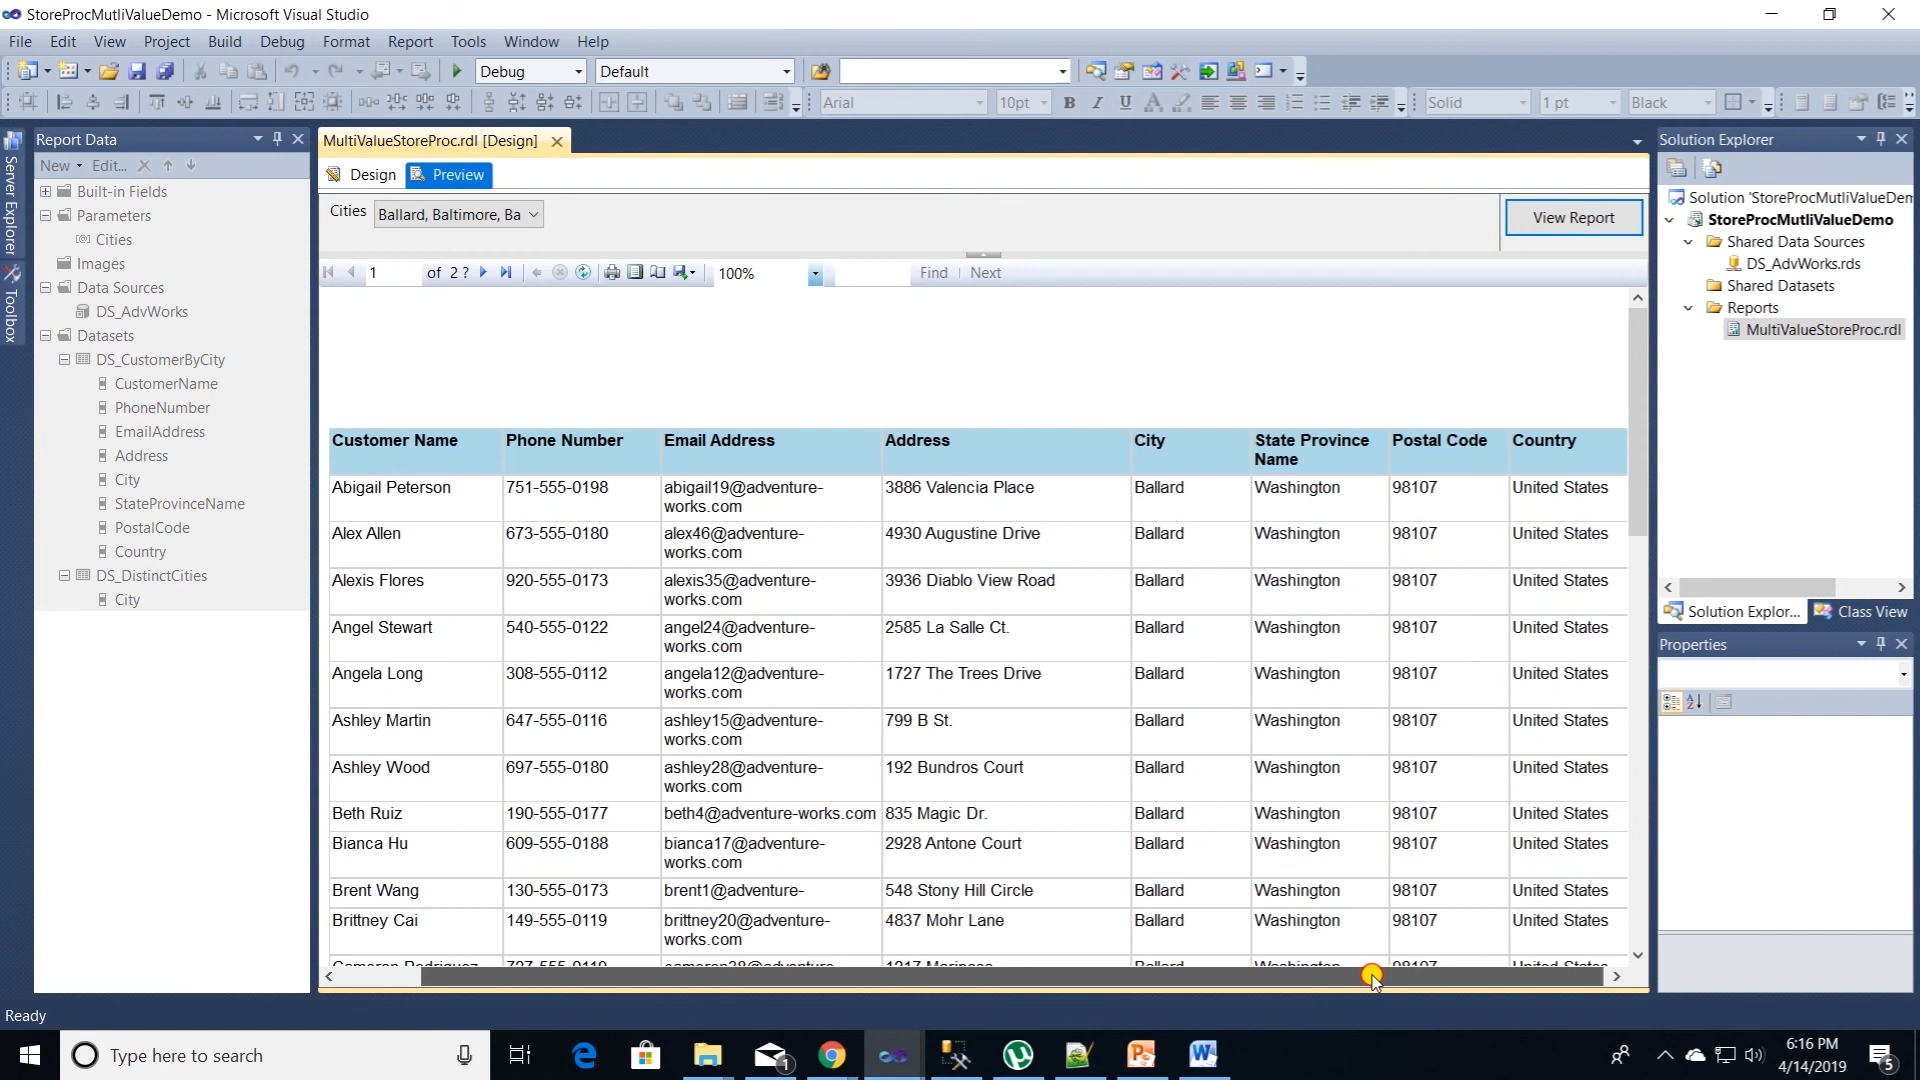 StoreProcMutliValueDemo - Microsoft Visual Studio
File Edit View Project Build Debug Format Report Tools Window Help
Debug Default
Arial 10pt B I U A Solid 1 pt Black
Server Explorer
Toolbox
Report Data
New Edit...
Built-in Fields
Parameters
Cities
Images
Data Sources
DS_AdvWorks
Datasets
DS_CustomerByCity
CustomerName
PhoneNumber
EmailAddress
Address
City
StateProvinceName
PostalCode
Country
DS_DistinctCities
City
MultiValueStoreProc.rdl [Design]
Design Preview
Cities Ballard, Baltimore, Ba View Report
1 of 2 ? 100% Find | Next
Customer Name Phone Number Email Address Address City State Province Name Postal Code Country
Abigail Peterson 751-555-0198 abigail19@adventure-works.com 3886 Valencia Place Ballard Washington 98107 United States
Alex Allen 673-555-0180 alex46@adventure-works.com 4930 Augustine Drive Ballard Washington 98107 United States
Alexis Flores 920-555-0173 alexis35@adventure-works.com 3936 Diablo View Road Ballard Washington 98107 United States
Angel Stewart 540-555-0122 angel24@adventure-works.com 2585 La Salle Ct. Ballard Washington 98107 United States
Angela Long 308-555-0112 angela12@adventure-works.com 1727 The Trees Drive Ballard Washington 98107 United States
Ashley Martin 647-555-0116 ashley15@adventure-works.com 799 B St. Ballard Washington 98107 United States
Ashley Wood 697-555-0180 ashley28@adventure-works.com 192 Bundros Court Ballard Washington 98107 United States
Beth Ruiz 190-555-0177 beth4@adventure-works.com 835 Magic Dr. Ballard Washington 98107 United States
Bianca Hu 609-555-0188 bianca17@adventure-works.com 2928 Antone Court Ballard Washington 98107 United States
Brent Wang 130-555-0173 brent1@adventure- 548 Stony Hill Circle Ballard Washington 98107 United States
Brittney Cai 149-555-0119 brittney20@adventure-works.com 4837 Mohr Lane Ballard Washington 98107 United States
Solution Explorer
Solution 'StoreProcMutliValueDem
StoreProcMutliValueDemo
Shared Data Sources
DS_AdvWorks.rds
Shared Datasets
Reports
MultiValueStoreProc.rdl
Solution Explor... Class View
Properties
Ready
Type here to search
1
6:16 PM
4/14/2019
5